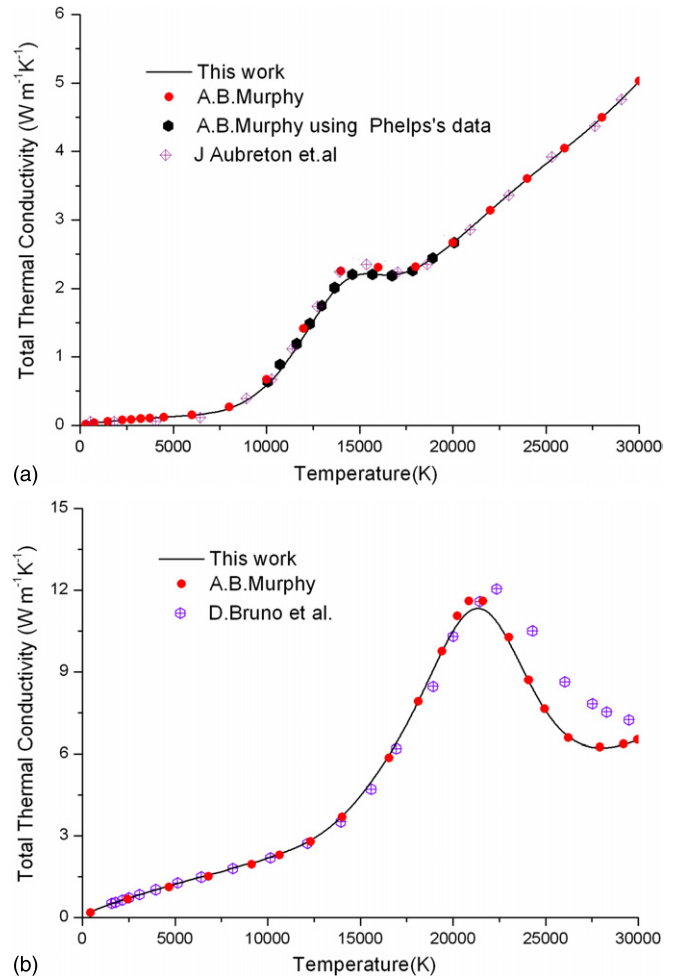 6
5
4
3
2
1
0
Total Thermal Conductivity (W m⁻¹K⁻¹)
This work
A.B.Murphy
A.B.Murphy using Phelps's data
J Aubreton et.al
0 5000 10000 15000 20000 25000 30000
(a)
Temperature(K)
15
12
9
6
3
0
Total Thermal Conductivity (W m⁻¹K⁻¹)
This work
A.B.Murphy
D.Bruno et al.
0 5000 10000 15000 20000 25000 30000
(b)
Temperature(K)